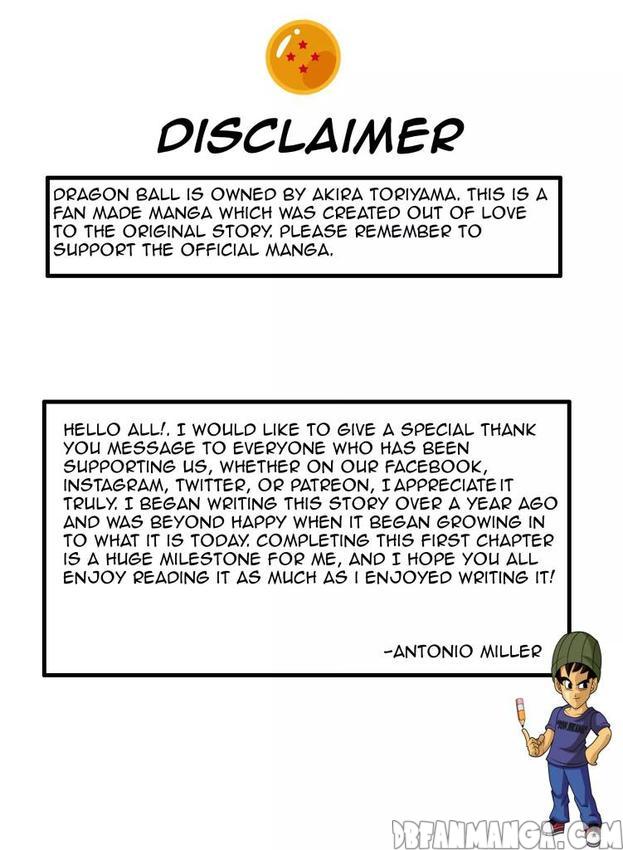 DISCLAIMER
DRAGON BALL IS OWNED BY AKIRA TORIYAMA. THIS IS A
FAN MADE MANGA WHICH WAS CREATED OUT OF LOVE
TO THE ORIGINAL STORY. PLEASE REMEMBER TO
SUPPORT THE OFFICIAL MANGA.
HELLO ALL!. I WOULD LIKE TO GIVE A SPECIAL THANK
YOU MESSAGE TO EVERYONE WHO HAS BEEN
SUPPORTING US, WHETHER ON OUR FACEBOOK,
INSTAGRAM, TWITTER, OR PATREON, I APPRECIATE IT
TRULY. I BEGAN WRITING THIS STORY OVER A YEAR AGO
AND WAS BEYOND HAPPY WHEN IT BEGAN GROWING IN
TO WHAT IT IS TODAY. COMPLETING THIS FIRST CHAPTER
IS A HUGE MILESTONE FOR ME, AND I HOPE YOU ALL
ENJOY READING IT AS MUCH AS I ENJOYED WRITING IT!
-ANTONIO MILLER
DBFANMANGA.COM